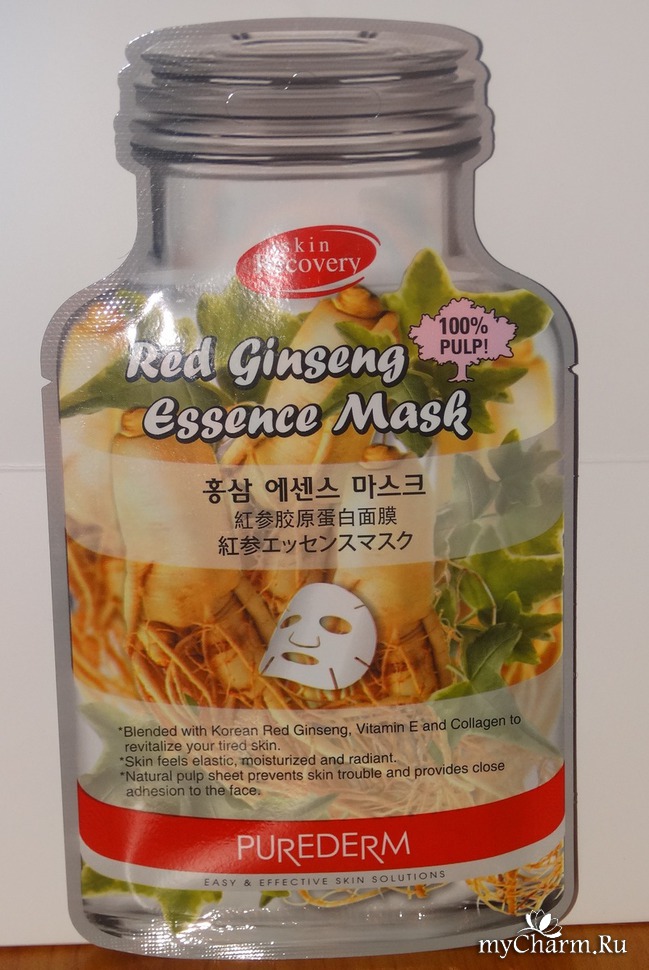 skin
Recovery
100%
PULP!
Red Ginseng
Essence Mask
홍삼 에센스 마스크
紅参胶原蛋白面膜
紅参エッセンスマスク
*Blended with Korean Red Ginseng, Vitamin E and Collagen to
revitalize your tired skin.
*Skin feels elastic, moisturized and radiant.
*Natural pulp sheet prevents skin trouble and provides close
adhesion to the face.
PUREDERM
EASY & EFFECTIVE SKIN SOLUTIONS
myCharm.Ru